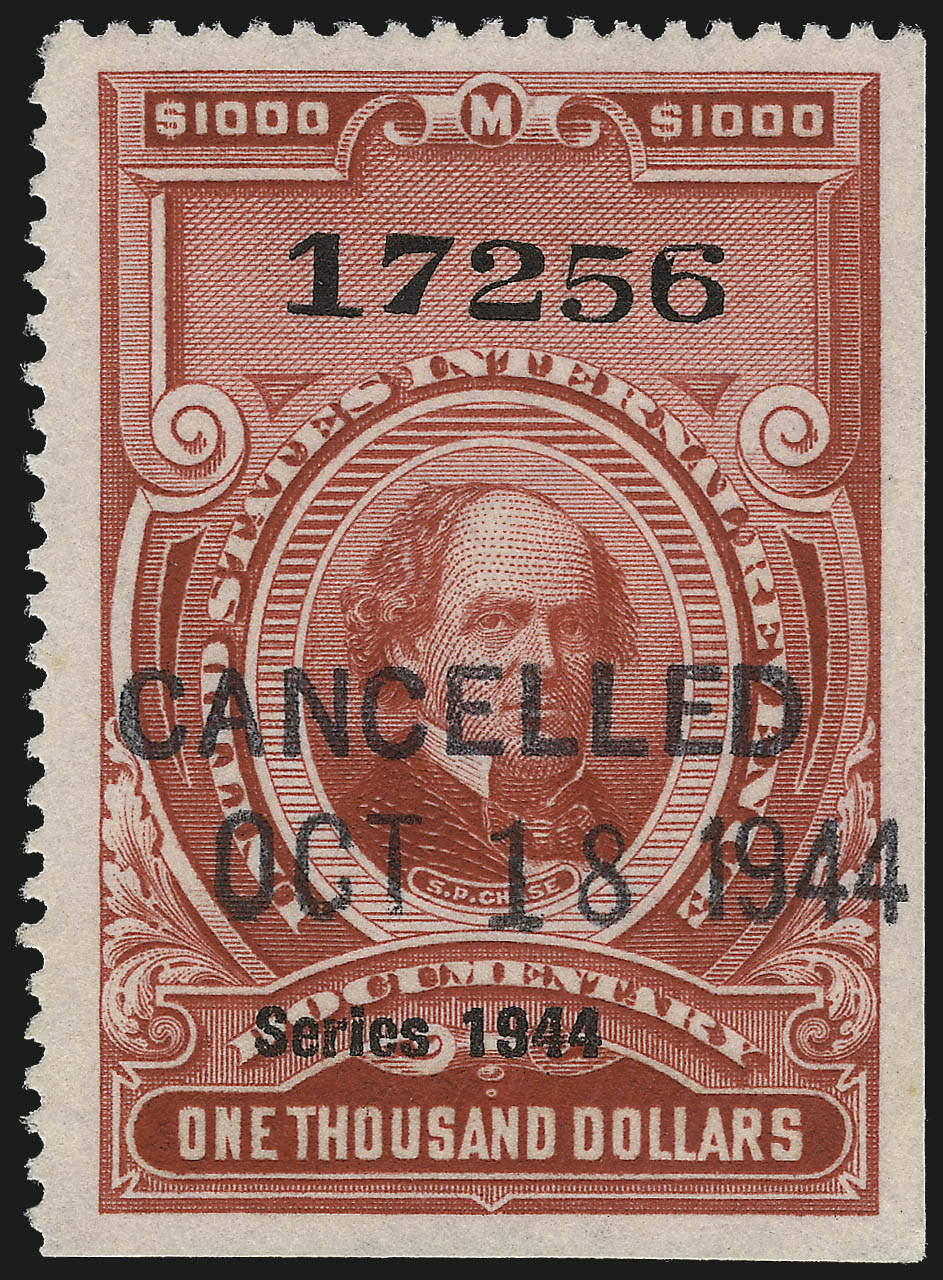 $1000 M $1000
17256
UNITED STATES INTERNAL REVENUE
CANCELLED
OCT 18 1944
S.P. CHASE
DOCUMENTARY
Series 1944
ONE THOUSAND DOLLARS